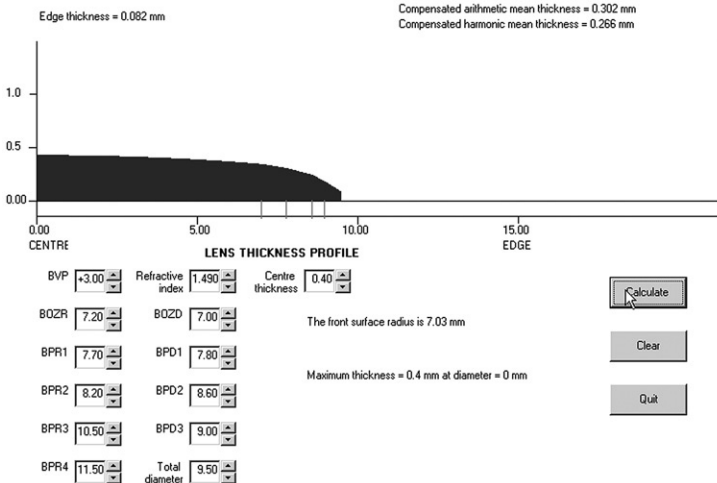 Edge thickness = 0.082 mm
Compensated arithmetic mean thickness = 0.302 mm
Compensated harmonic mean thickness = 0.266 mm
1.0
0.5
0.00
0.00 5.00 10.00 15.00
CENTRE EDGE
LENS THICKNESS PROFILE
BVP +3.00 Refractive index 1.490 Centre thickness 0.40
Calculate
BOZR 7.20 BOZD 7.00
The front surface radius is 7.03 mm
BPR1 7.70 BPD1 7.80
Clear
Maximum thickness = 0.4 mm at diameter = 0 mm
BPR2 8.20 BPD2 8.60
Quit
BPR3 10.50 BPD3 9.00
BPR4 11.50 Total diameter 9.50